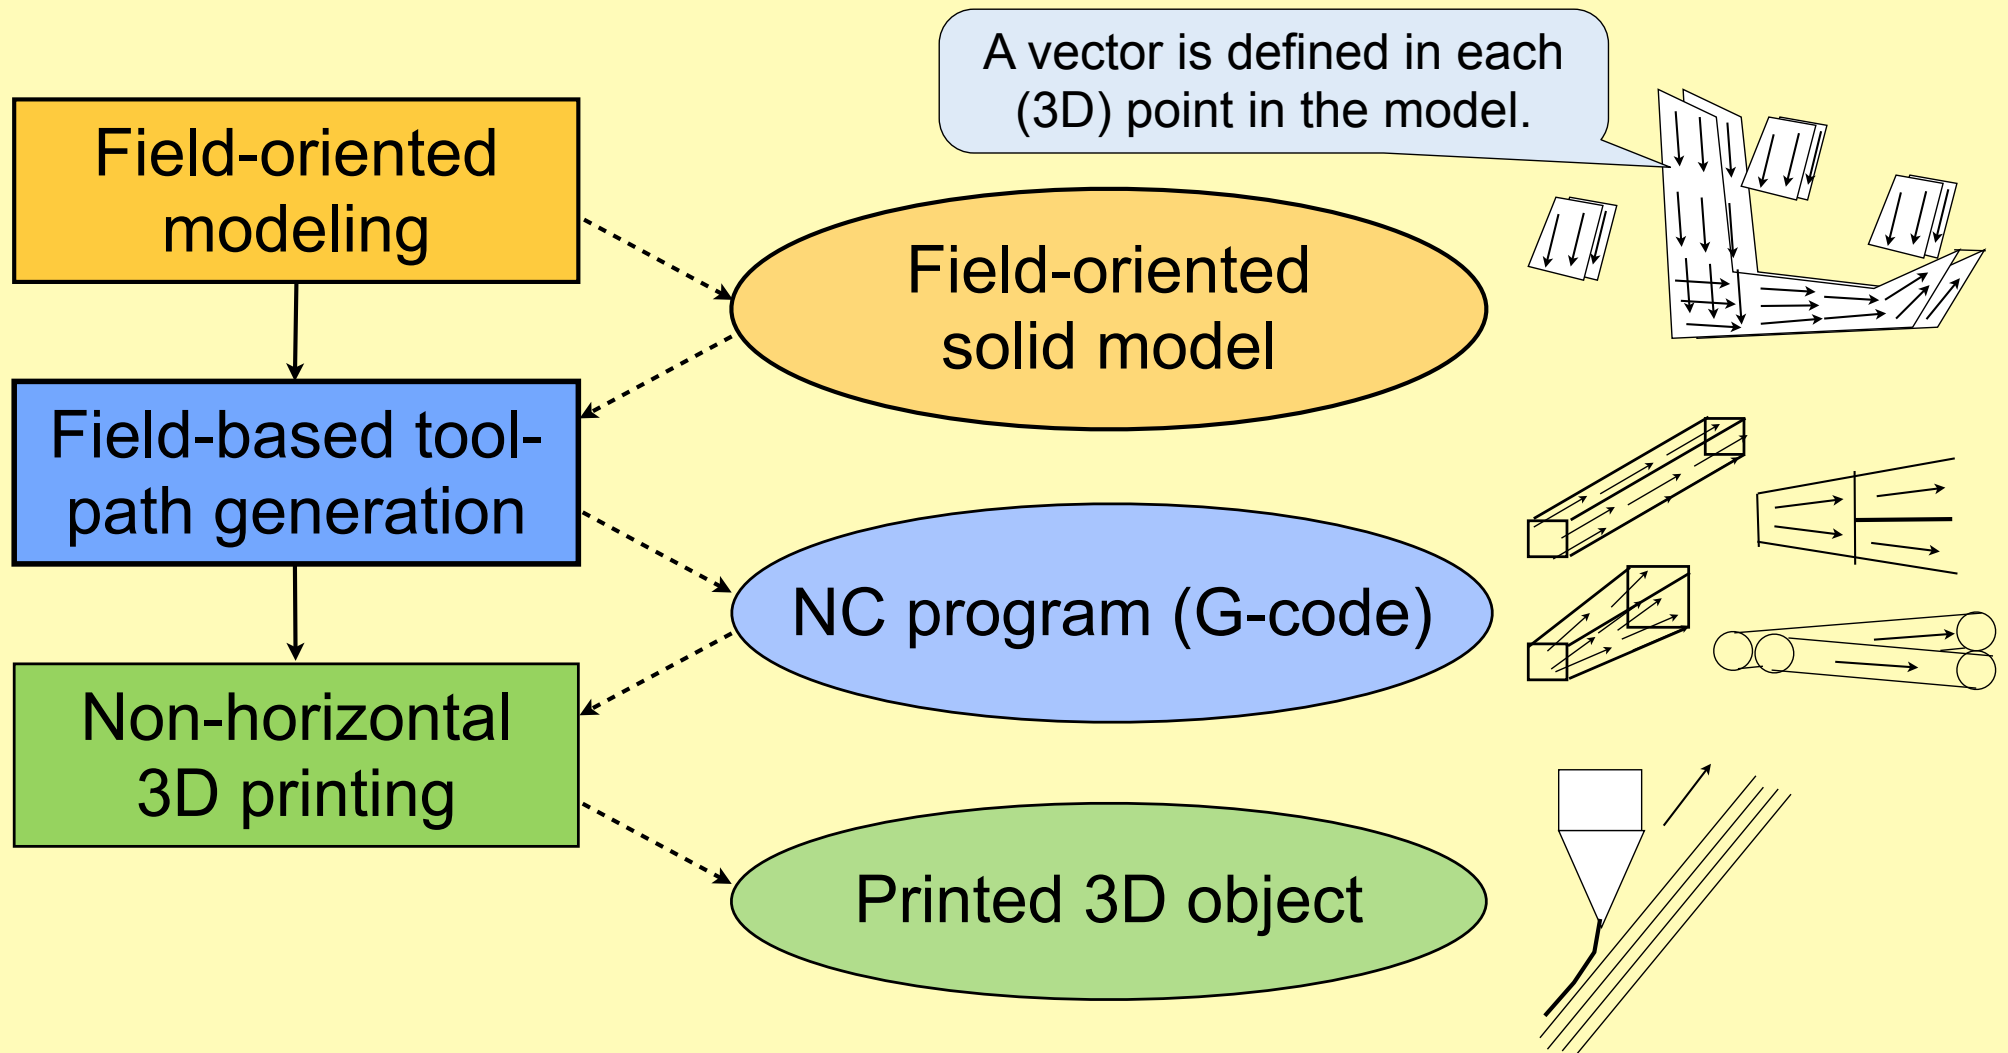 A vector is defined in each
(3D) point in the model.
Field-oriented
modeling
Field-oriented
solid model
Field-based tool-
path generation
NC program (G-code)
Non-horizontal
3D printing
Printed 3D object